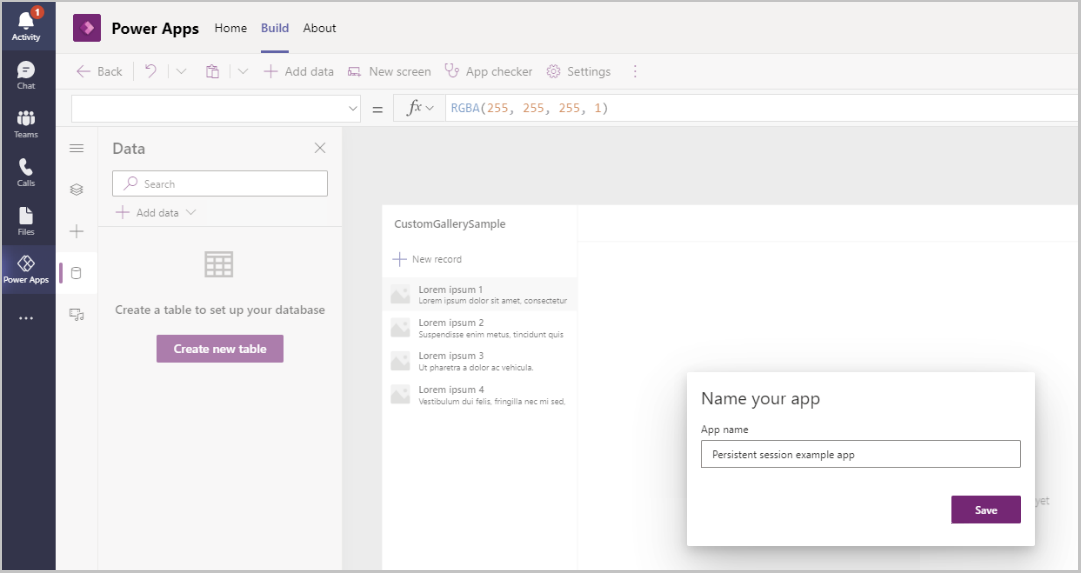 1
Activity
Chat
Teams
Calls
Files
Power Apps
...
Power Apps Home Build About
Back Add data New screen App checker Settings
= fx RGBA(255, 255, 255, 1)
Data
Search
Add data
Create a table to set up your database
Create new table
CustomGallerySample
New record
Lorem ipsum 1
Lorem ipsum dolor sit amet, consectetur
Lorem ipsum 2
Suspendisse enim metus, tincidunt quis
Lorem ipsum 3
Ut pharetra a dolor ac vehicula.
Lorem ipsum 4
Vestibulum dui felis, fringilla nec mi sed,
Name your app
App name
Persistent session example app
Save
yet